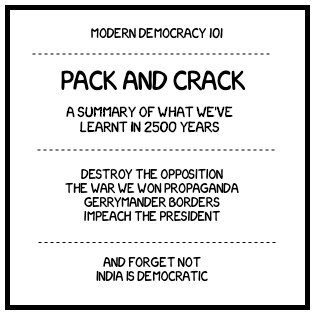 MODERN DEMOCRACY 101
PACK AND CRACK
A SUMMARY OF WHAT WE'VE
LEARNT IN 2500 YEARS
DESTROY THE OPPOSITION
THE WAR WE WON PROPAGANDA
GERRYMANDER BORDERS
IMPEACH THE PRESIDENT
AND FORGET NOT
INDIA IS DEMOCRATIC